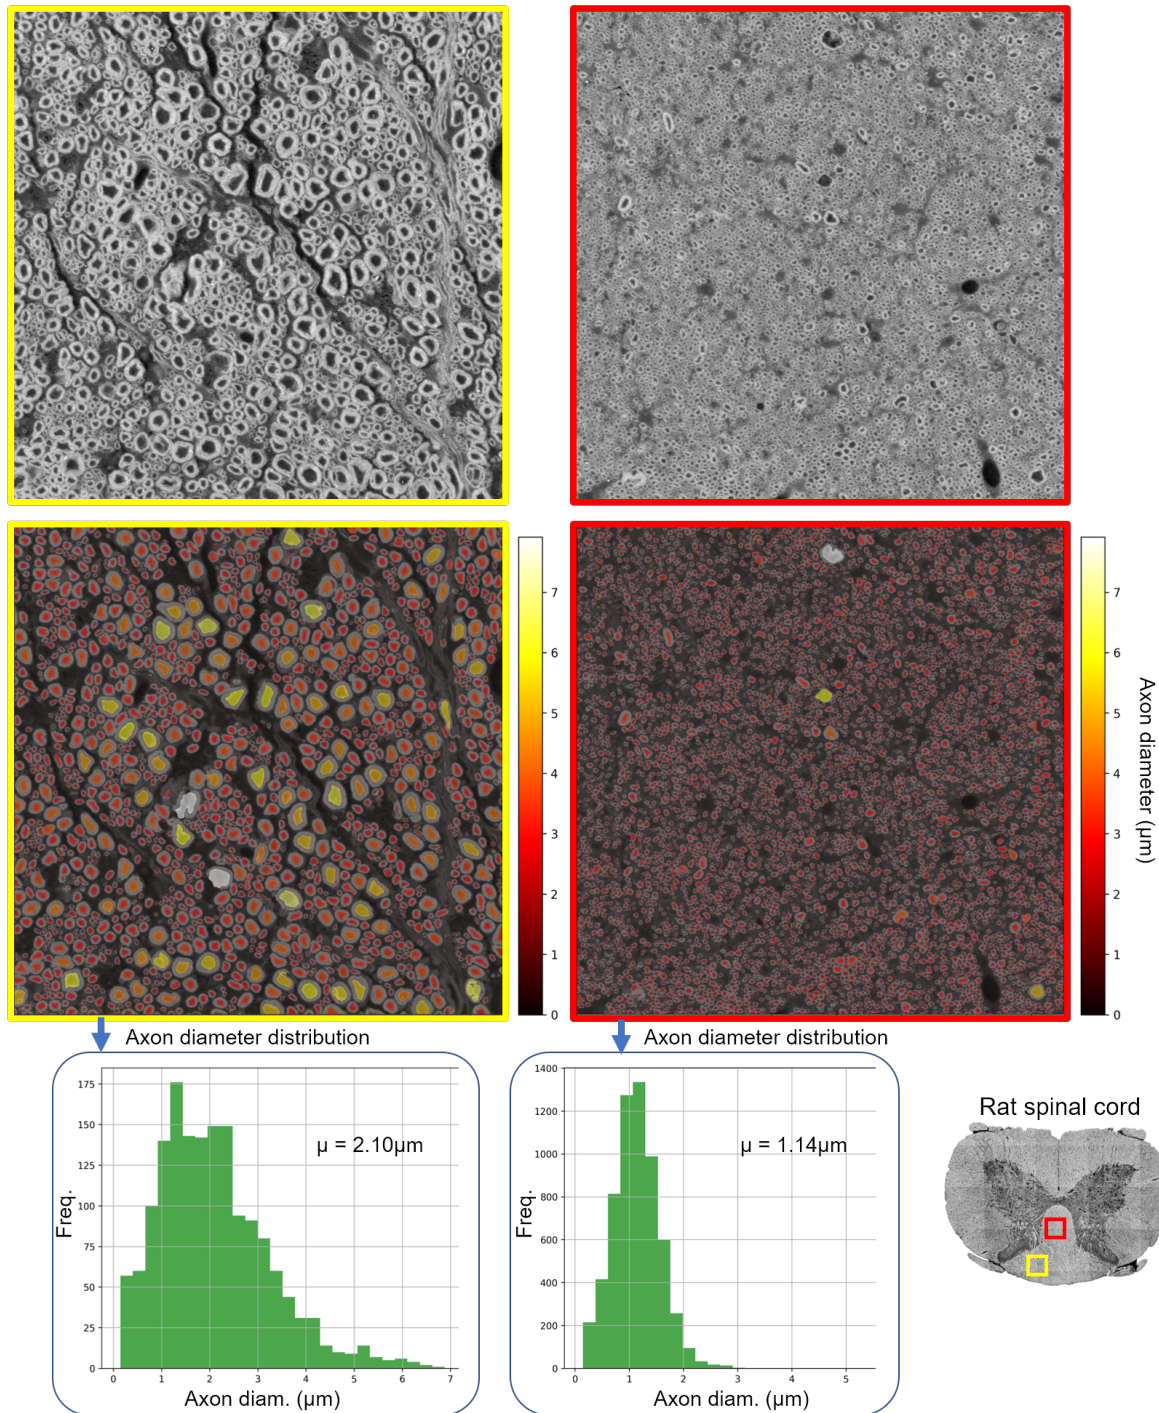 7
6
5
4
3
2
1
0
7
6
5
4
3
2
1
0
Axon diameter (μm)
Axon diameter distribution
Axon diameter distribution
175
150
125
100
75
50
25
0
Freq.
μ = 2.10μm
0 1 2 3 4 5 6 7
Axon diam. (μm)
1400
1200
1000
800
600
400
200
0
Freq.
μ = 1.14μm
0 1 2 3 4 5
Axon diam. (μm)
Rat spinal cord